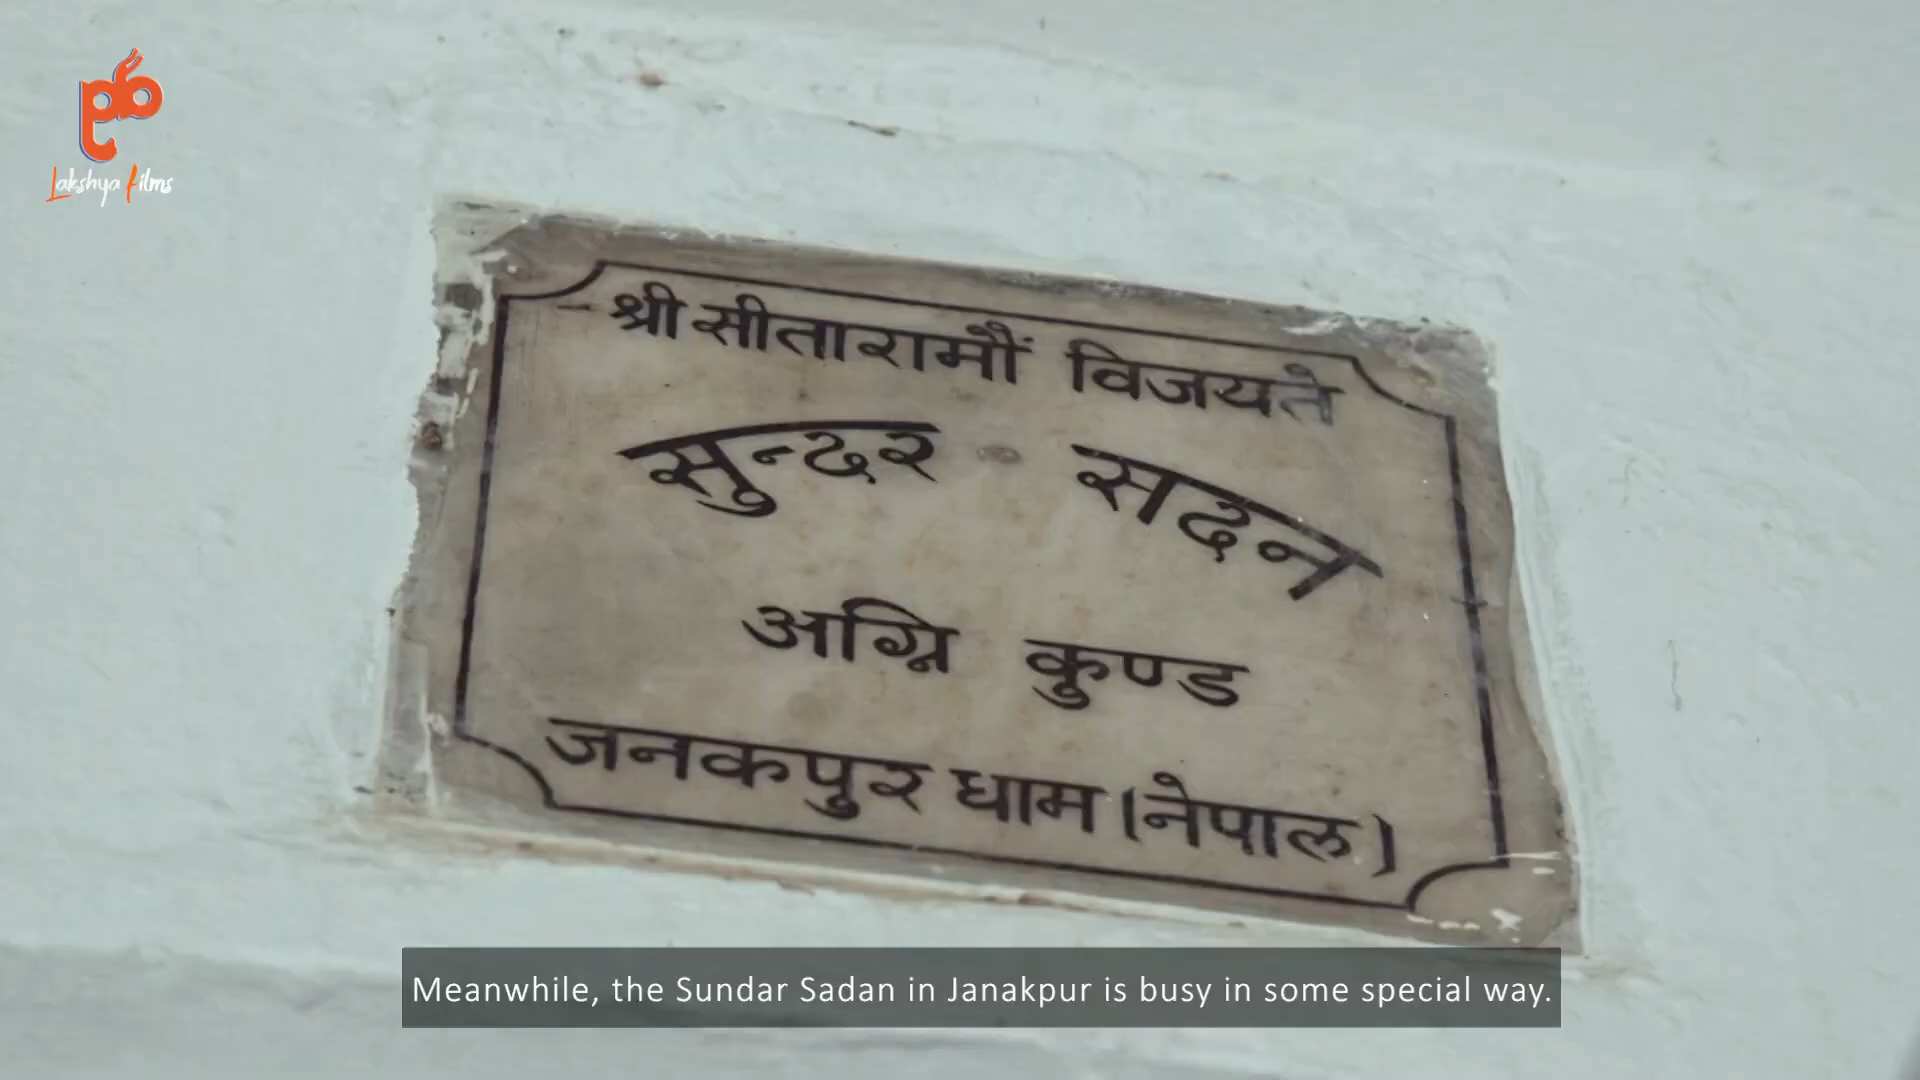 Lakshya Films
श्री सीतारामौं विजयते
सुन्दर सदन
अग्नि कुण्ड
जनकपुर धाम (नेपाल)
Meanwhile, the Sundar Sadan in Janakpur is busy in some special way.